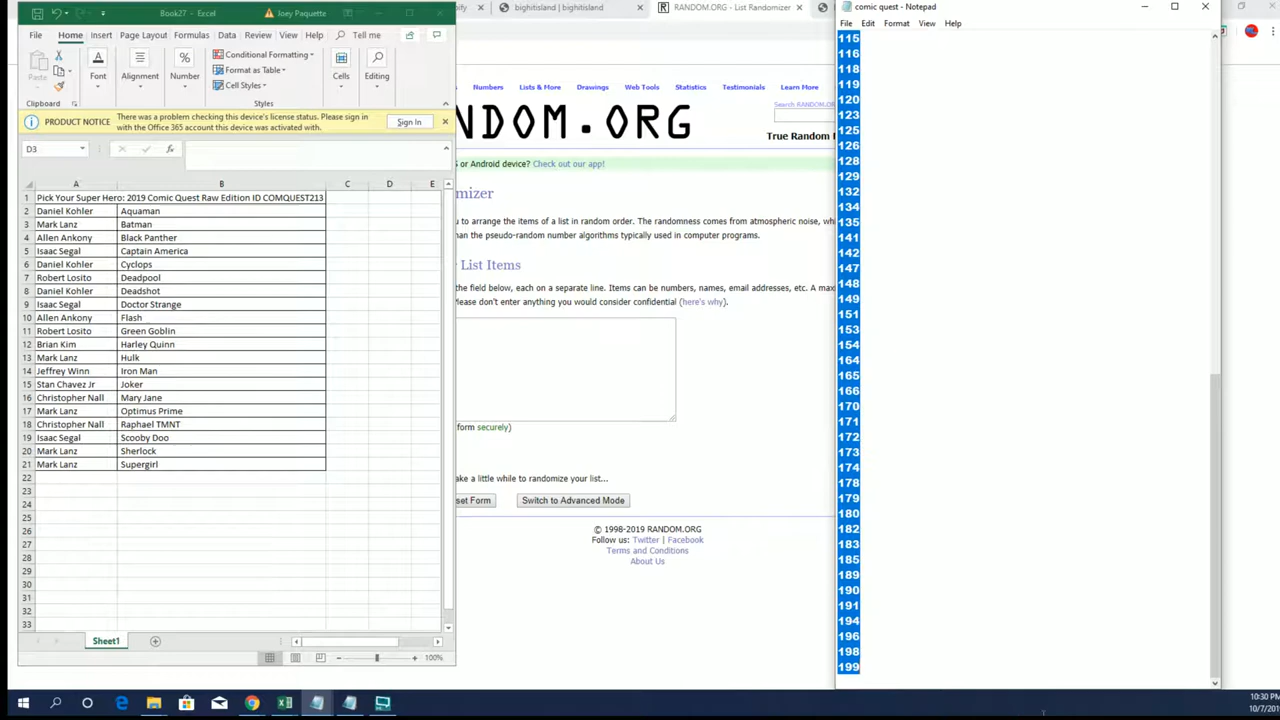 Book27 - Excel
Joey Paquette
File Home Insert Page Layout Formulas Data Review View Help Tell me
Paste
Font
Alignment
Number
Conditional Formatting
Format as Table
Cell Styles
Cells
Editing
Clipboard
Styles
PRODUCT NOTICE There was a problem checking this device's license status. Please sign in with the Office 365 account this device was activated with.
Sign In
D3
A B C D E
1 Pick Your Super Hero: 2019 Comic Quest Raw Edition ID COMQUEST213
2 Daniel Kohler Aquaman
3 Mark Lanz Batman
4 Allen Ankony Black Panther
5 Isaac Segal Captain America
6 Daniel Kohler Cyclops
7 Robert Losito Deadpool
8 Daniel Kohler Deadshot
9 Isaac Segal Doctor Strange
10 Allen Ankony Flash
11 Robert Losito Green Goblin
12 Brian Kim Harley Quinn
13 Mark Lanz Hulk
14 Jeffrey Winn Iron Man
15 Stan Chavez Jr Joker
16 Christopher Nall Mary Jane
17 Mark Lanz Optimus Prime
18 Christopher Nall Raphael TMNT
19 Isaac Segal Scooby Doo
20 Mark Lanz Sherlock
21 Mark Lanz Supergirl
22
23
24
25
26
27
28
29
30
31
32
33
Sheet1
100%
bighitisland | bighitisland
RANDOM.ORG - List Randomizer
Numbers Lists & More Drawings Web Tools Statistics Testimonials Learn More
NDOM.ORG
Search RANDOM.OR
True Random
or Android device? Check out our app!
mizer
u to arrange the items of a list in random order. The randomness comes from atmospheric noise,
han the pseudo-random number algorithms typically used in computer programs.
List Items
the field below, each on a separate line. Items can be numbers, names, email addresses, etc. A
Please don't enter anything you would consider confidential (here's why).
form securely)
ake a little while to randomize your list...
set Form
Switch to Advanced Mode
© 1998-2019 RANDOM.ORG
Follow us: Twitter | Facebook
Terms and Conditions
About Us
comic quest - Notepad
File Edit Format View Help
115
116
118
119
120
123
125
126
128
129
132
134
135
141
142
147
148
149
151
153
154
164
165
166
170
171
172
173
174
178
179
180
182
183
185
189
190
191
194
196
198
199
10:30 PM